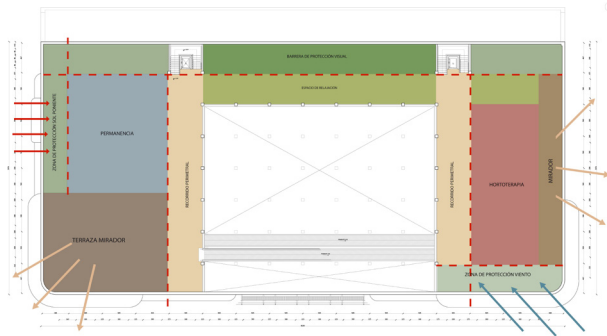 BARRERA DE PROTECCIÓN VISUAL
ESPACIO DE RELAJACIÓN
ZONA DE PROTECCIÓN SOL PONIENTE
PERMANENCIA
RECORRIDO PERIMETRAL
RECORRIDO PERIMETRAL
HORTOTERAPIA
MIRADOR
TERRAZA MIRADOR
ZONA DE PROTECCIÓN VIENTO